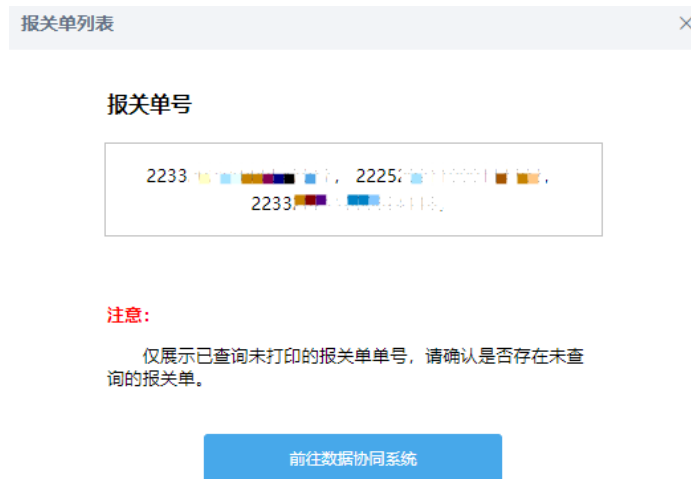 报关单列表
报关单号
2233
2225
2233
注意：
仅展示已查询未打印的报关单单号，请确认是否存在未查
询的报关单。
前往数据协同系统